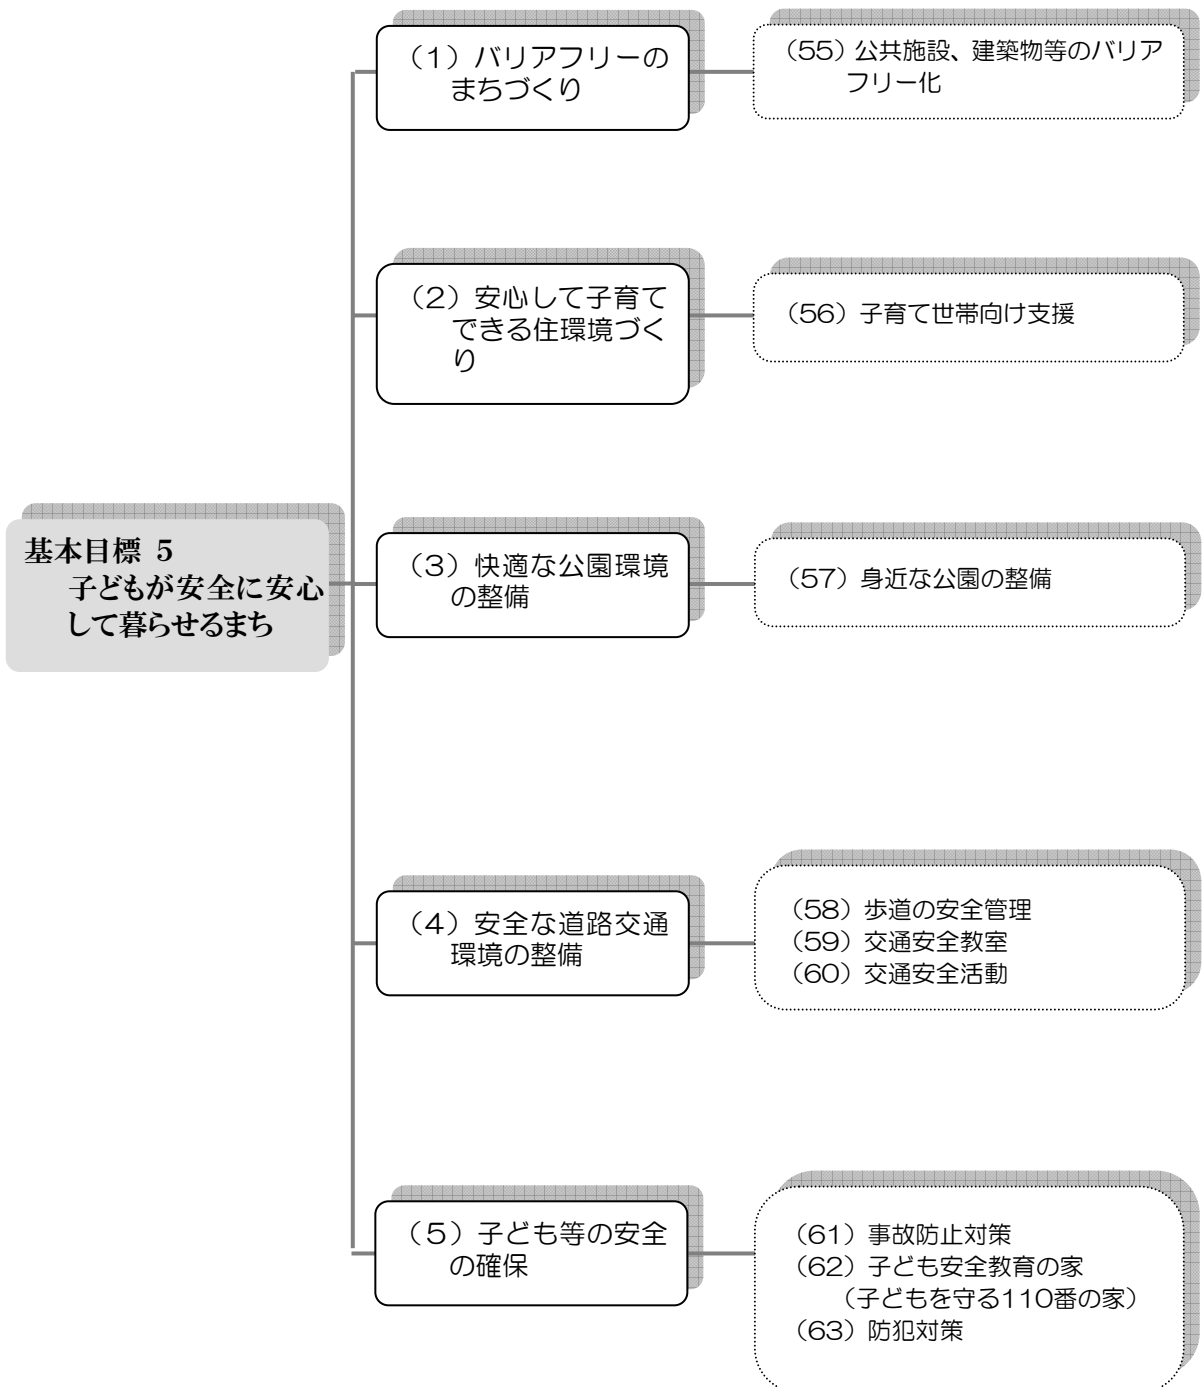 （1）バリアフリーの
まちづくり
（55）公共施設、建築物等のバリア
フリー化
（2）安心して子育て
できる住環境づく
り
（56）子育て世帯向け支援
基本目標 5
子どもが安全に安心
して暮らせるまち
（3）快適な公園環境
の整備
（57）身近な公園の整備
（4）安全な道路交通
環境の整備
（58）歩道の安全管理
（59）交通安全教室
（60）交通安全活動
（5）子ども等の安全
の確保
（61）事故防止対策
（62）子ども安全教育の家
（子どもを守る110番の家）
（63）防犯対策